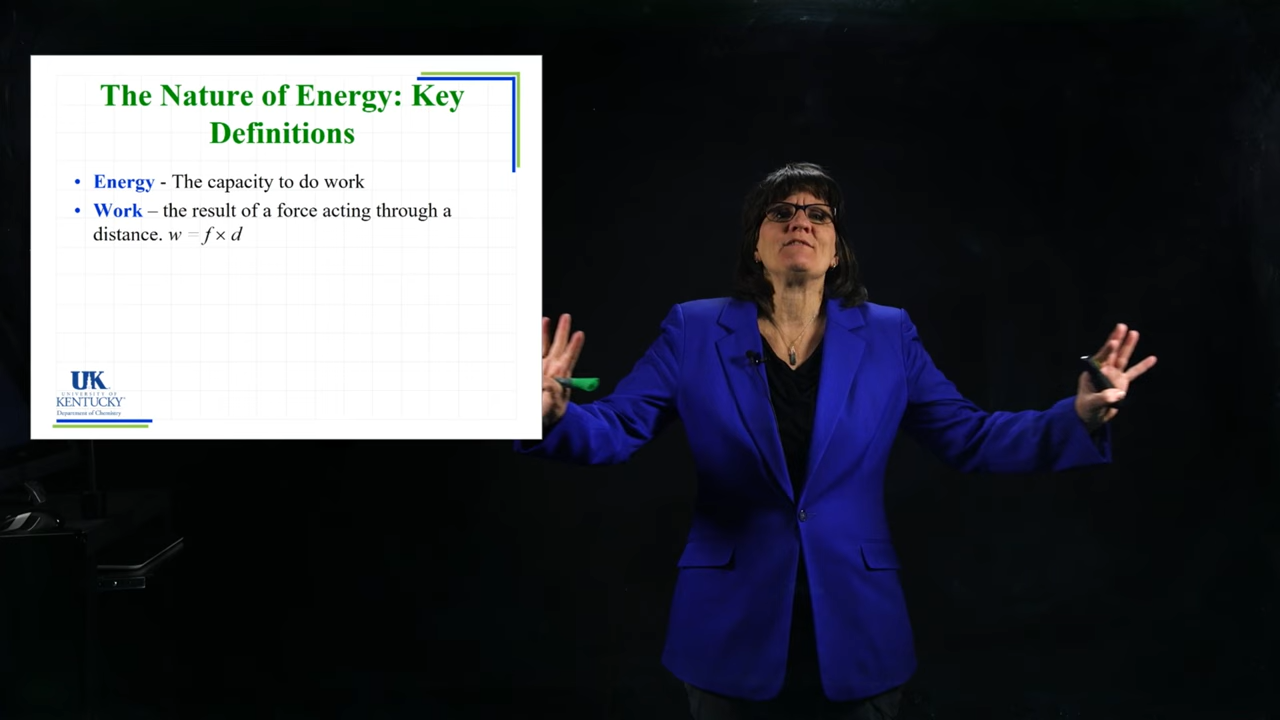 The Nature of Energy: Key
Definitions
• Energy - The capacity to do work
• Work – the result of a force acting through a
distance. w = f × d
UK
UNIVERSITY OF
KENTUCKY
Department of Chemistry